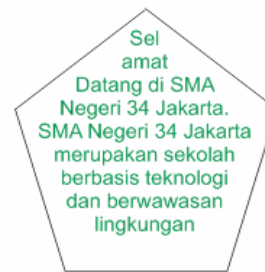 Sel
amat
Datang di SMA
Negeri 34 Jakarta.
SMA Negeri 34 Jakarta
merupakan sekolah
berbasis teknologi
dan berwawasan
lingkungan